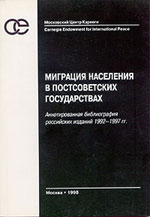 Московский Центр Карнеги
Carnegie Endowment for International Peace
МИГРАЦИЯ НАСЕЛЕНИЯ
В ПОСТСОВЕТСКИХ
ГОСУДАРСТВАХ
Аннотированная библиография
российских изданий 1992–1997 гг.
Москва • 1998